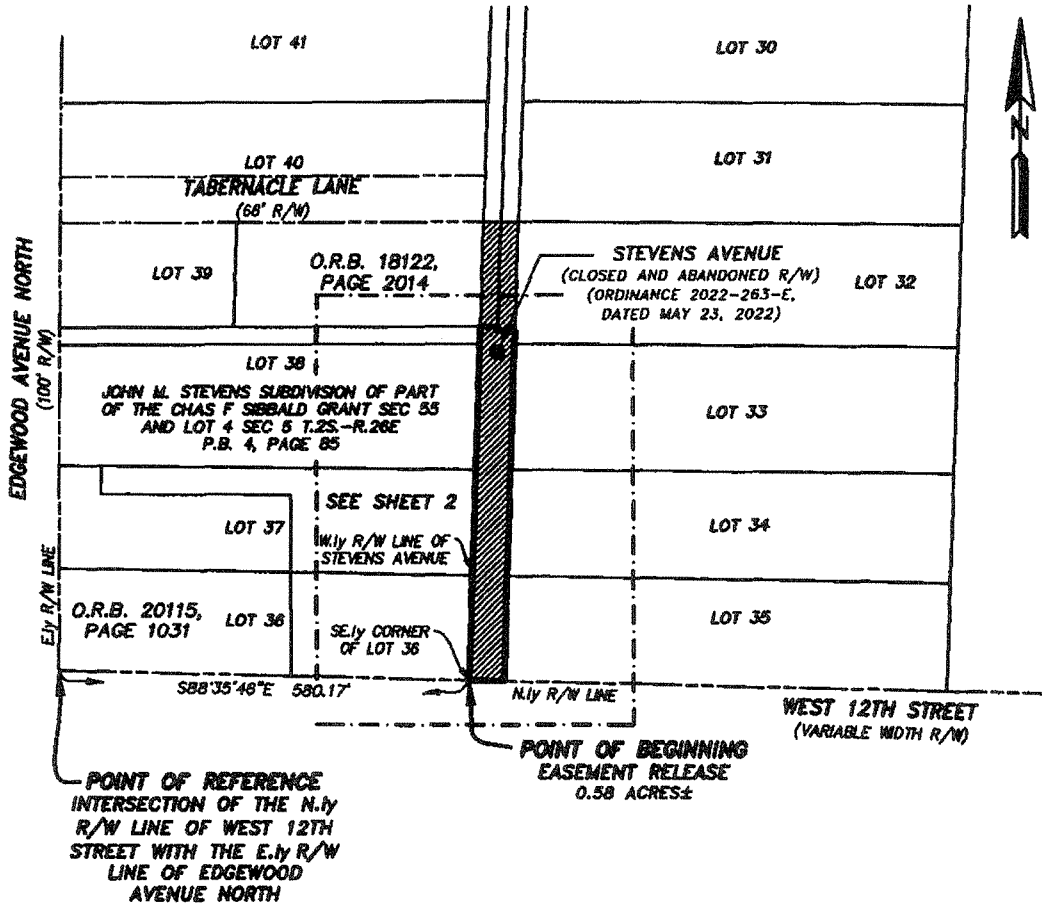 LOT 41
LOT 30
N
LOT 40
LOT 31
TABERNACLE LANE
(68' R/W)
EDGEWOOD AVENUE NORTH
(100' R/W)
LOT 39
O.R.B. 18122,
PAGE 2014
STEVENS AVENUE
(CLOSED AND ABANDONED R/W)
(ORDINANCE 2022-263-E,
DATED MAY 23, 2022)
LOT 32
LOT 38
JOHN M. STEVENS SUBDIVISION OF PART
OF THE CHAS F SIBBALD GRANT SEC 55
AND LOT 4 SEC 5 T.2S.-R.26E
P.B. 4, PAGE 85
LOT 33
SEE SHEET 2
LOT 37
W.ly R/W LINE OF
STEVENS AVENUE
LOT 34
E.ly R/W LINE
O.R.B. 20115,
PAGE 1031
LOT 36
SE.ly CORNER
OF LOT 36
LOT 35
S88°35'46"E 580.17'
N.ly R/W LINE
WEST 12TH STREET
(VARIABLE WIDTH R/W)
POINT OF BEGINNING
EASEMENT RELEASE
0.58 ACRES±
POINT OF REFERENCE
INTERSECTION OF THE N.ly
R/W LINE OF WEST 12TH
STREET WITH THE E.ly R/W
LINE OF EDGEWOOD
AVENUE NORTH